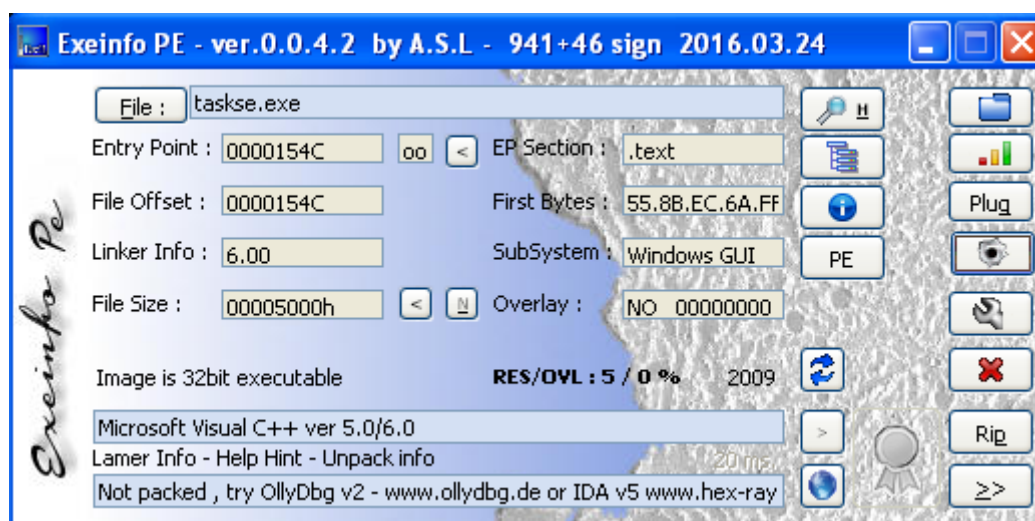 Exeinfo PE - ver.0.0.4.2 by A.S.L - 941+46 sign 2016.03.24
File : taskse.exe H
Entry Point : 0000154C oo < EP Section : .text
File Offset : 0000154C First Bytes : 55.8B.EC.6A.FF Plug
Linker Info : 6.00 SubSystem : Windows GUI PE
File Size : 00005000h < N Overlay : NO 00000000
Image is 32bit executable RES/OVL : 5 / 0 % 2009
Microsoft Visual C++ ver 5.0/6.0 > Rip
Lamer Info - Help Hint - Unpack info 20 ms.
Not packed , try OllyDbg v2 - www.ollydbg.de or IDA v5 www.hex-ray >>
Exeinfo Pe